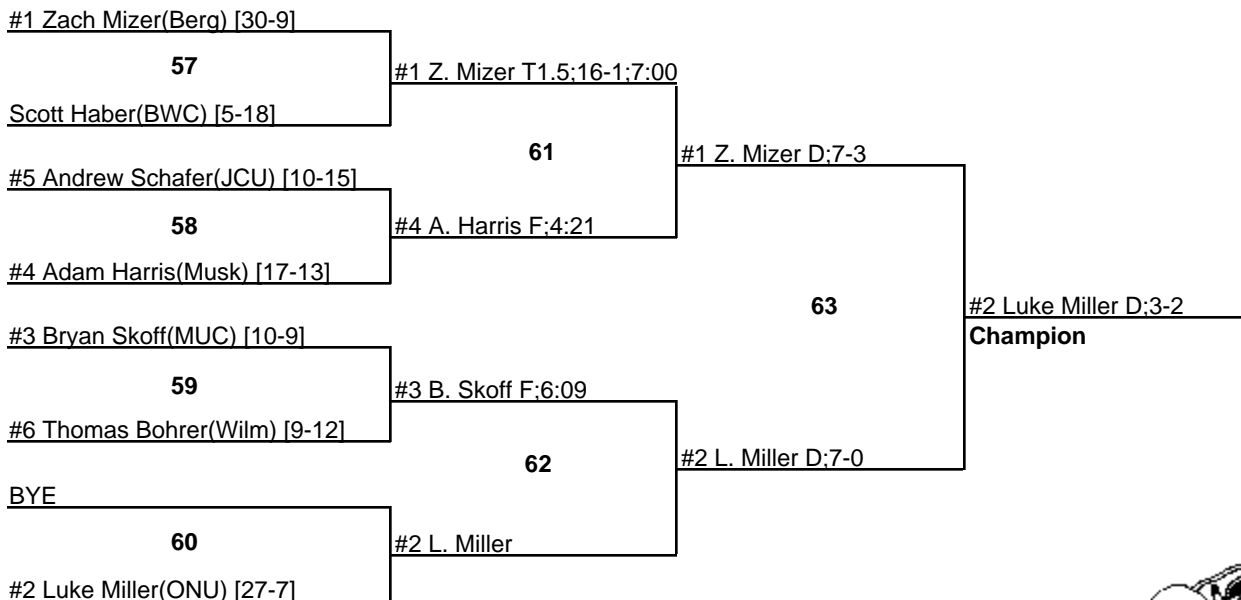 #1 Zach Mizer(Berg) [30-9]
57
Scott Haber(BWC) [5-18]
#1 Z. Mizer T1.5;16-1;7:00
#5 Andrew Schafer(JCU) [10-15]
58
#4 Adam Harris(Musk) [17-13]
#4 A. Harris F;4:21
61
#1 Z. Mizer D;7-3
#3 Bryan Skoff(MUC) [10-9]
59
#6 Thomas Bohrer(Wilm) [9-12]
#3 B. Skoff F;6:09
BYE
60
#2 Luke Miller(ONU) [27-7]
#2 L. Miller
62
#2 L. Miller D;7-0
63
#2 Luke Miller D;3-2
Champion